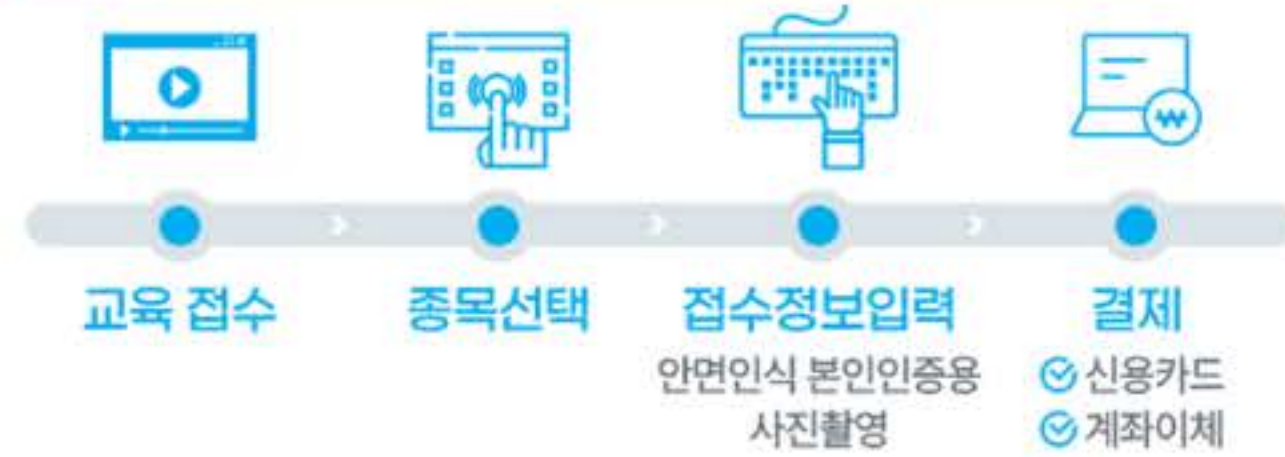 교육 접수
종목선택
접수정보입력
안면인식 본인인증용
사진촬영
결제
신용카드
계좌이체